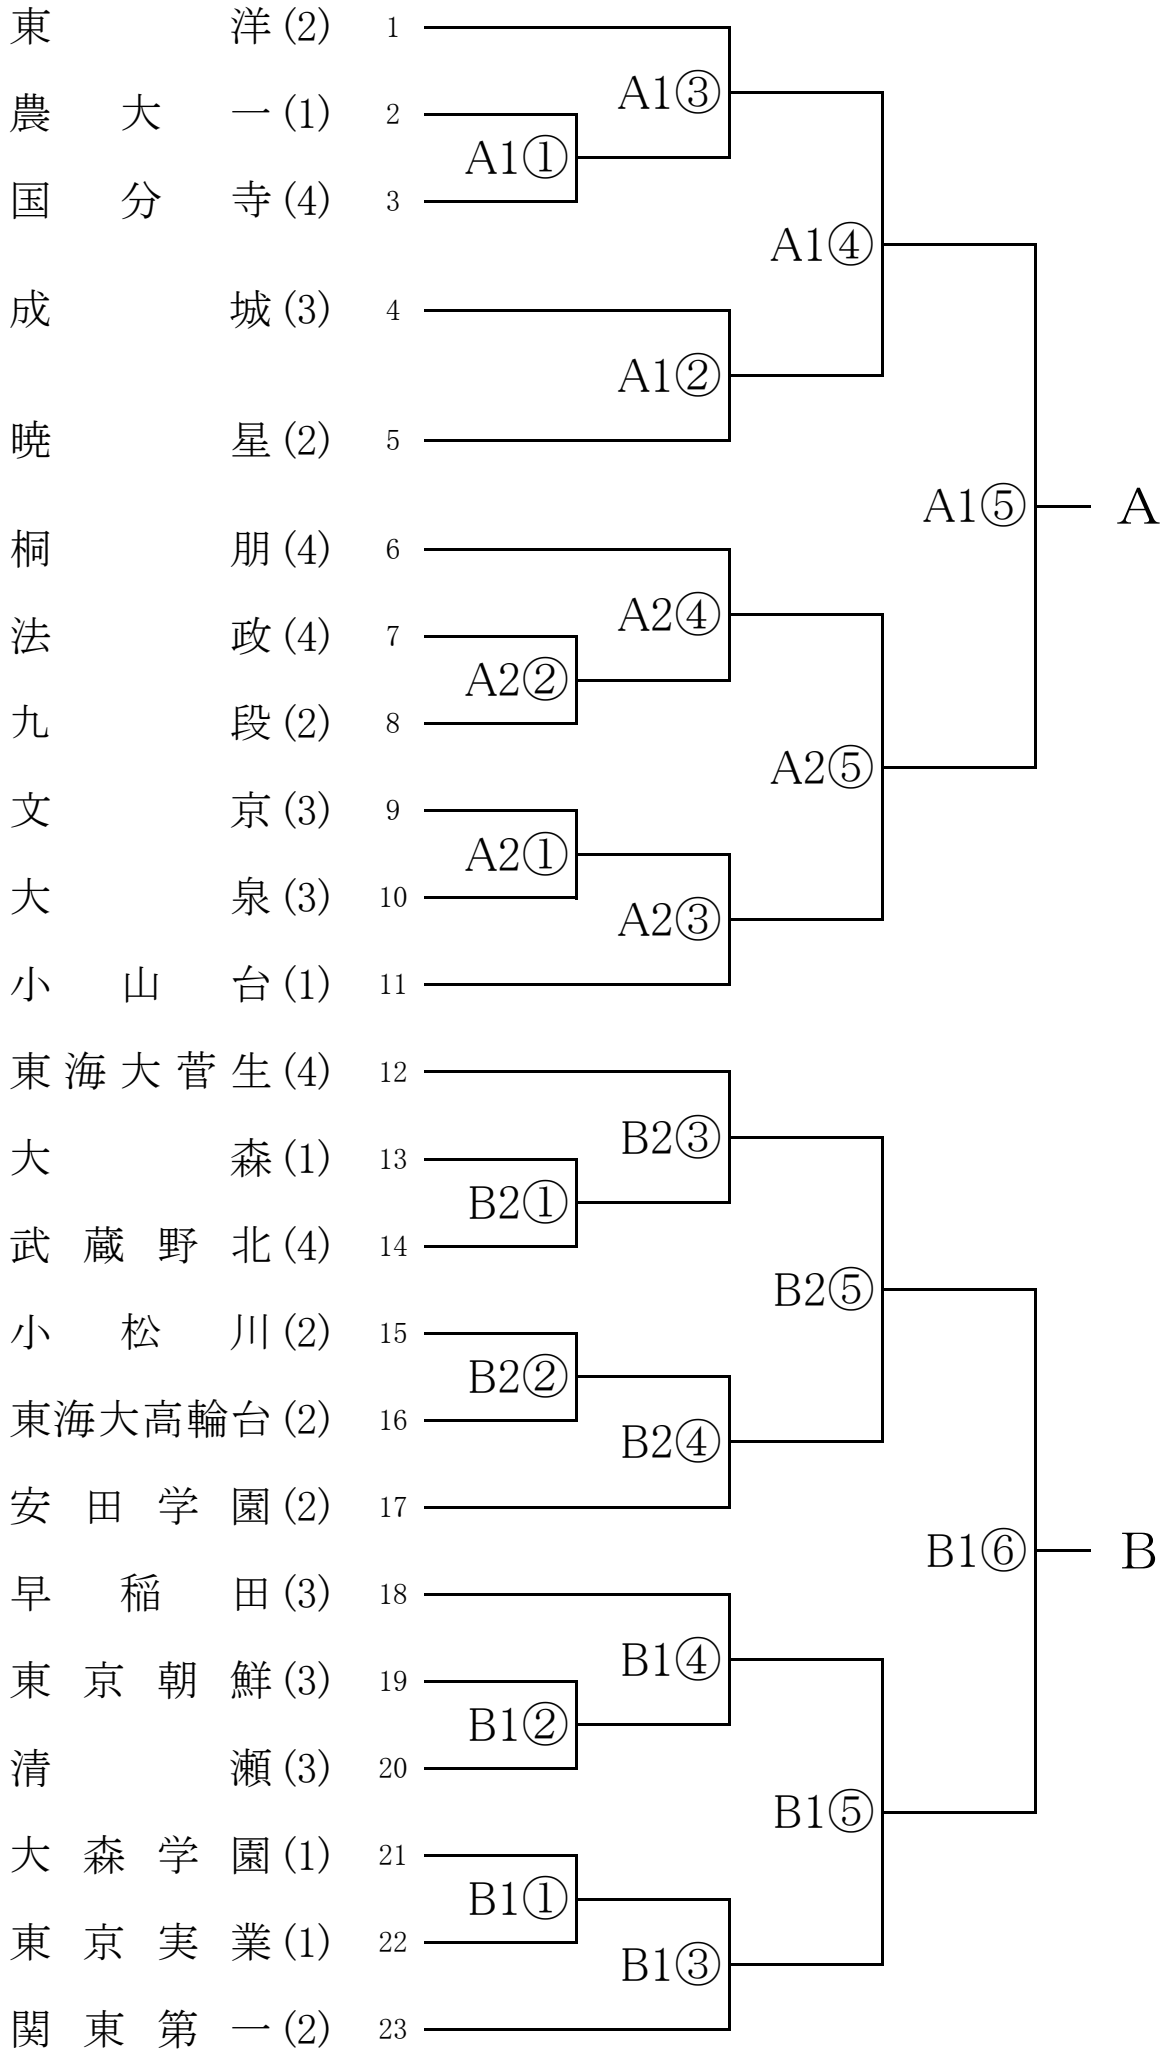 東洋(2) 1
A1③
農大一(1) 2
A1①
国分寺(4) 3
A1④
成城(3) 4
A1②
暁星(2) 5
A1⑤ A
桐朋(4) 6
A2④
法政(4) 7
A2②
九段(2) 8
A2⑤
文京(3) 9
A2①
大泉(3) 10
A2③
小山台(1) 11
東海大菅生(4) 12
B2③
大森(1) 13
B2①
武蔵野北(4) 14
B2⑤
小松川(2) 15
B2②
東海大高輪台(2) 16
B2④
安田学園(2) 17
B1⑥ B
早稲田(3) 18
B1④
東京朝鮮(3) 19
B1②
清瀬(3) 20
B1⑤
大森学園(1) 21
B1①
東京実業(1) 22
B1③
関東第一(2) 23